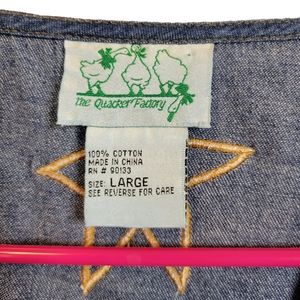 the Quacker Factory
100% COTTON
MADE IN CHINA
RN # 90133
SIZE: LARGE
SEE REVERSE FOR CARE